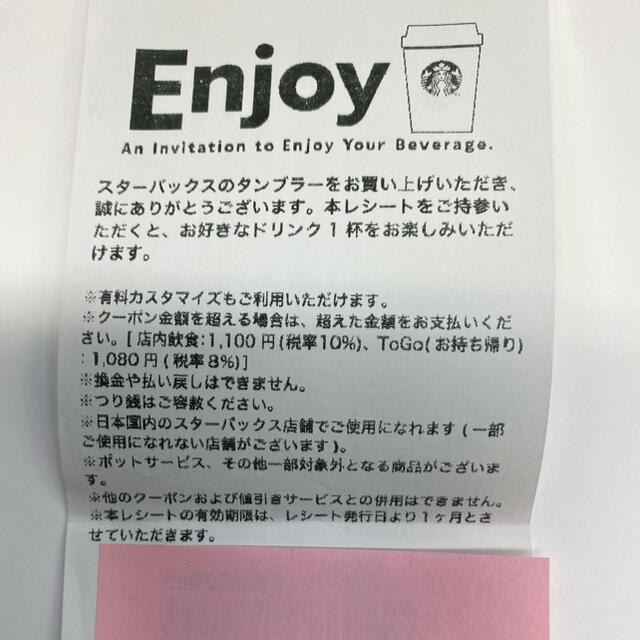 Enjoy
An Invitation to Enjoy Your Beverage.
スターバックスのタンブラーをお買い上げいただき、
誠にありがとうございます。本レシートをご持参い
ただくと、お好きなドリンク1杯をお楽しみいただ
けます。
※有料カスタマイズもご利用いただけます。
※クーポン金額を超える場合は、超えた金額をお支払いくだ
さい。[店内飲食:1,100円(税率10%)、ToGo(お持ち帰り)
:1,080円(税率8%)]
※換金や払い戻しはできません。
※つり銭はご容赦ください。
※日本国内のスターバックス店舗でご使用になれます(一部
ご使用になれない店舗がございます)。
※ポットサービス、その他一部対象外となる商品がございま
す。
※他のクーポンおよび値引きサービスとの併用はできません。
※本レシートの有効期限は、レシート発行日より1ヶ月とさ
せていただきます。